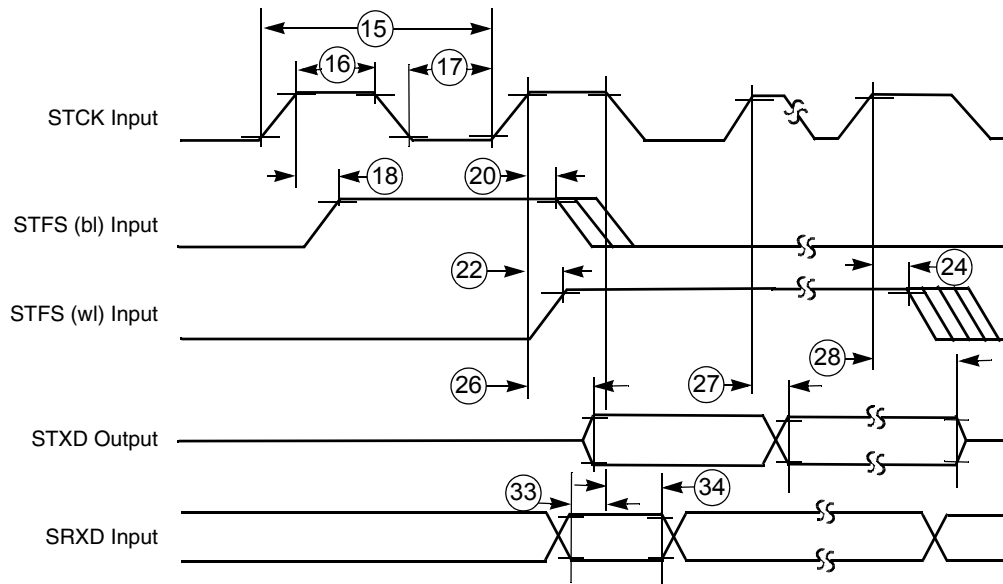 15
16
17
STCK Input
18
20
STFS (bl) Input
22
24
STFS (wl) Input
26
27
28
STXD Output
33
34
SRXD Input